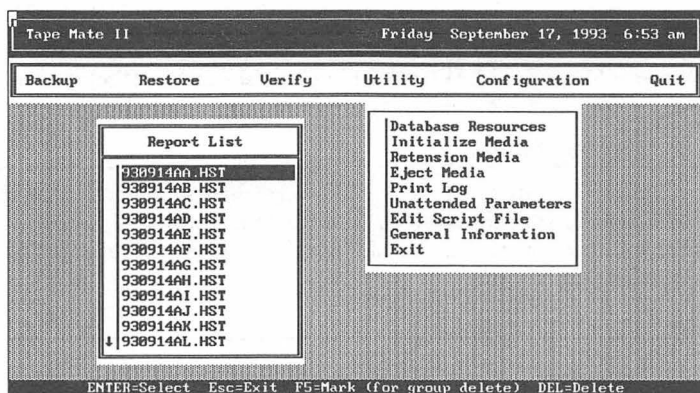 Tape Mate II Friday September 17, 1993 6:53 am
Backup Restore Verify Utility Configuration Quit
Report List
930914AA.HST
930914AB.HST
930914AC.HST
930914AD.HST
930914AE.HST
930914AF.HST
930914AG.HST
930914AH.HST
930914AI.HST
930914AJ.HST
930914AK.HST
↓ 930914AL.HST
Database Resources
Initialize Media
Retension Media
Eject Media
Print Log
Unattended Parameters
Edit Script File
General Information
Exit
ENTER=Select Esc=Exit F5=Mark (for group delete) DEL=Delete